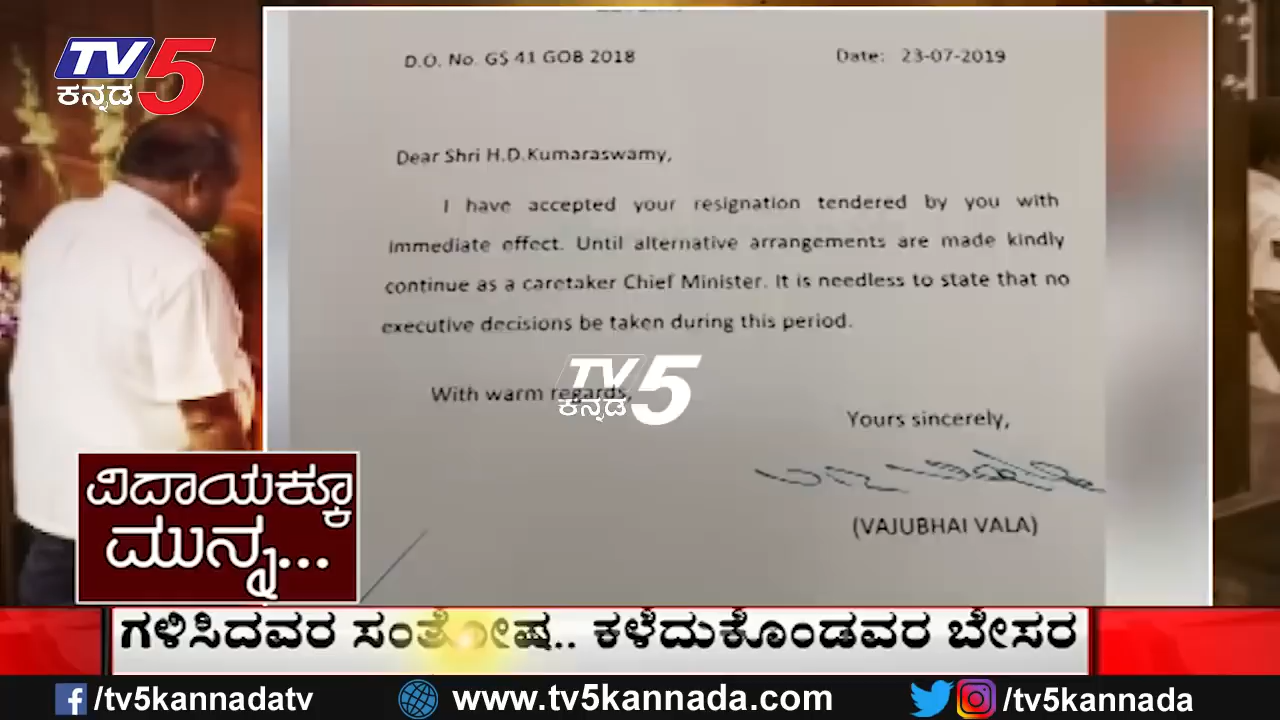 TV5
ಕನ್ನಡ
D.O. No. GS 41 GOB 2018
Date: 23-07-2019
Dear Shri H.D.Kumaraswamy,
I have accepted your resignation tendered by you with
immediate effect. Until alternative arrangements are made kindly
continue as a caretaker Chief Minister. It is needless to state that no
executive decisions be taken during this period.
With warm regards,
TV5
ಕನ್ನಡ
Yours sincerely,
(VAJUBHAI VALA)
ವಿದಾಯಕ್ಕೂ
ಮುನ್ನ...
ಗಳಿಸಿದವರ ಸಂತೋಷ.. ಕಳೆದುಕೊಂಡವರ ಬೇಸರ
/tv5kannadatv
www.tv5kannada.com
/tv5kannada